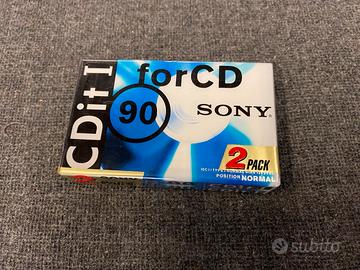 CDit I
forCD
90
SONY
2 PACK
POSITION NORMAL
subito